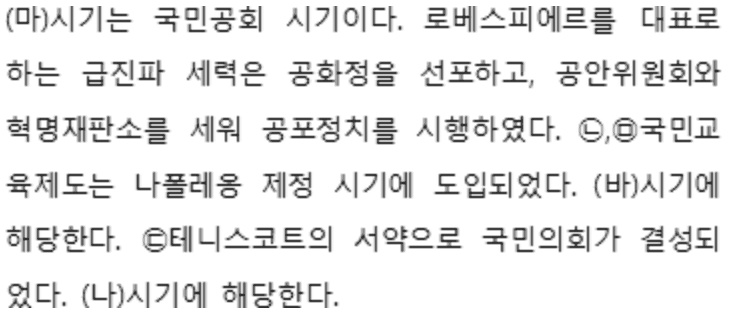 (마)시기는 국민공회 시기이다. 로베스피에르를 대표로
하는 급진파 세력은 공화정을 선포하고, 공안위원회와
혁명재판소를 세워 공포정치를 시행하였다. ㉡,㉤국민교
육제도는 나폴레옹 제정 시기에 도입되었다. (바)시기에
해당한다. ㉢테니스코트의 서약으로 국민의회가 결성되
었다. (나)시기에 해당한다.